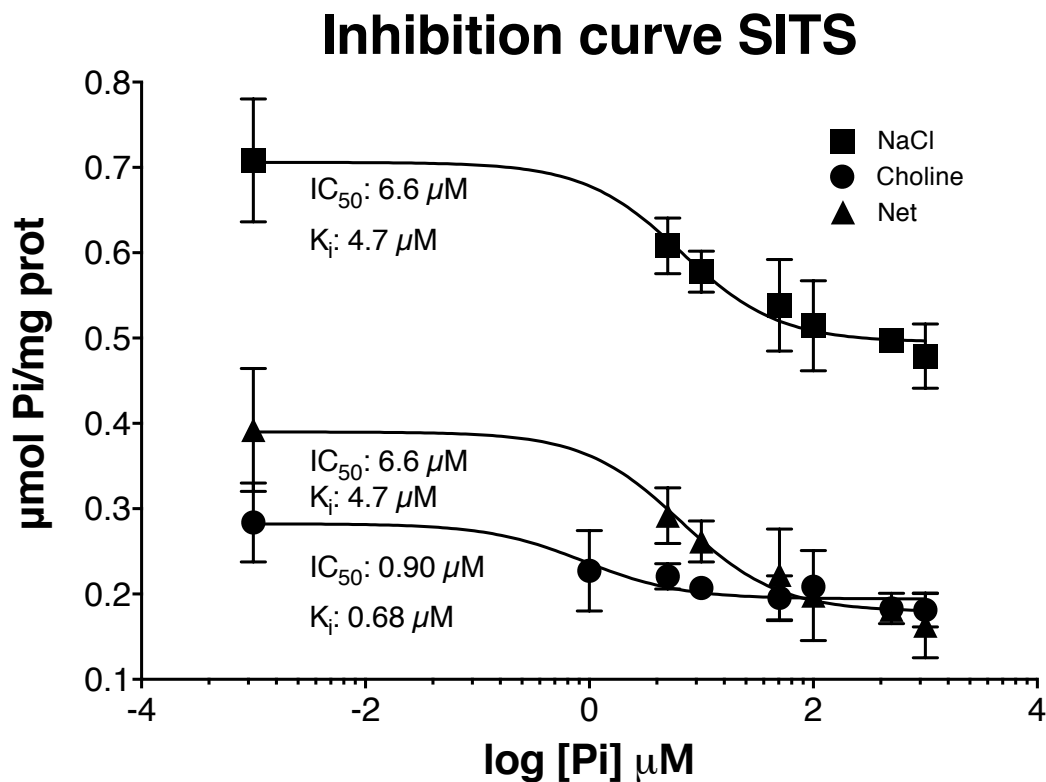 Inhibition curve SITS
0.8
0.7
0.6
0.5
0.4
0.3
0.2
0.1
µmol Pi/mg prot
NaCl
Choline
Net
IC50: 6.6 µM
Ki: 4.7 µM
IC50: 6.6 µM
Ki: 4.7 µM
IC50: 0.90 µM
Ki: 0.68 µM
-4
-2
0
2
4
log [Pi] µM